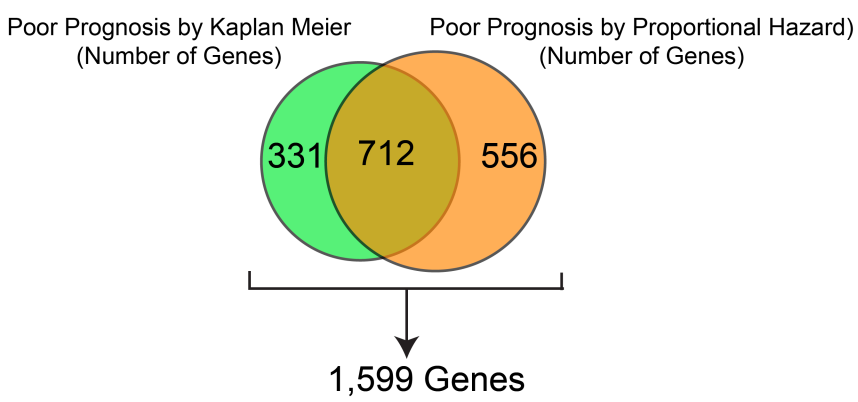 Poor Prognosis by Kaplan Meier
(Number of Genes)
Poor Prognosis by Proportional Hazard)
(Number of Genes)
331
712
556
1,599 Genes